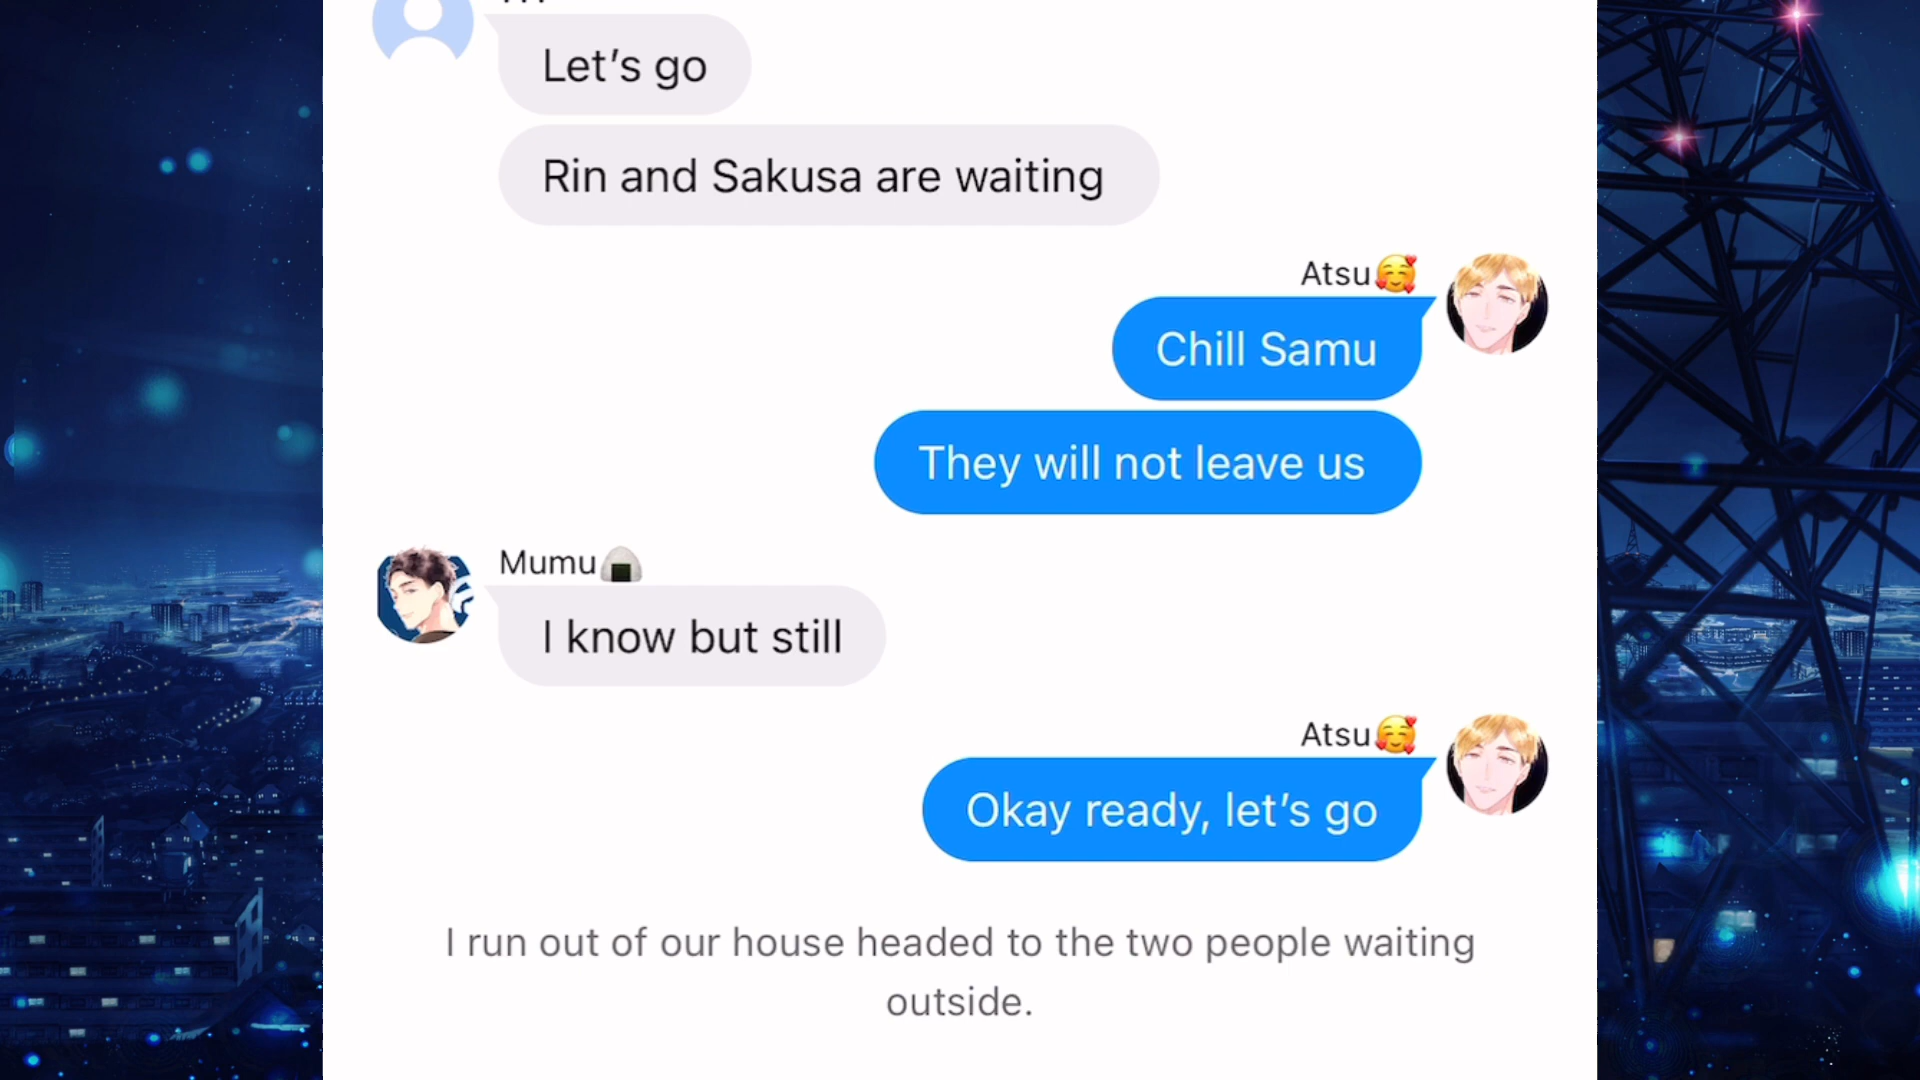 Let's go
Rin and Sakusa are waiting
Atsu🥰
Chill Samu
They will not leave us
Mumu🍙
I know but still
Atsu🥰
Okay ready, let's go
I run out of our house headed to the two people waiting
outside.